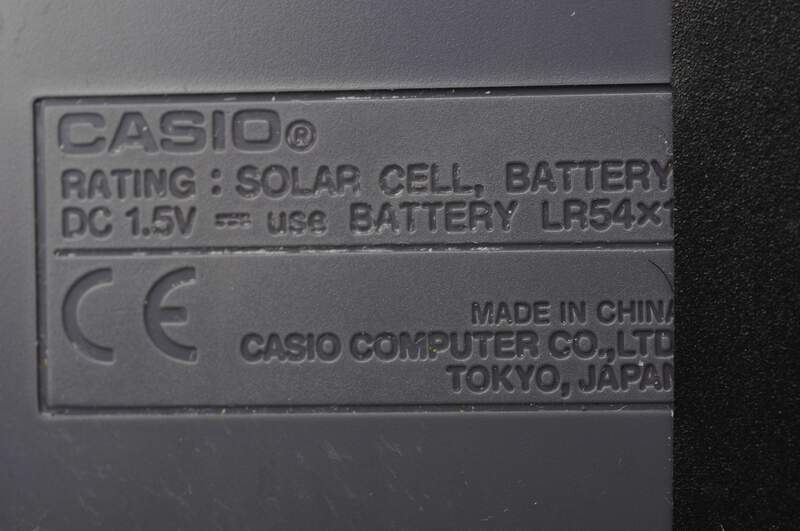 CASIO®
RATING : SOLAR CELL, BATTERY
DC 1.5V ⎓ use BATTERY LR54×1
CE
MADE IN CHINA
CASIO COMPUTER CO.,LTD.
TOKYO, JAPAN